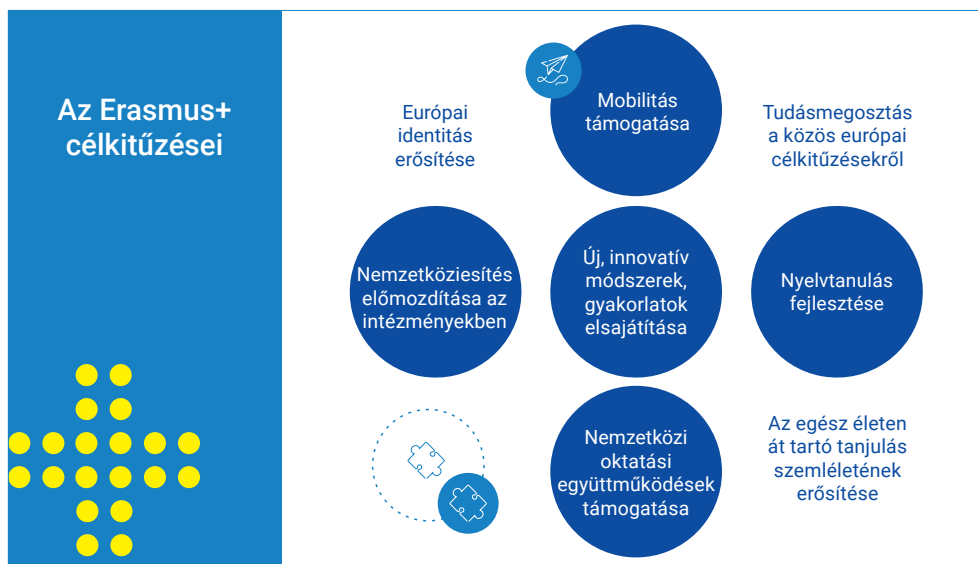 Az Erasmus+
célkitűzései
Európai
identitás
erősítése
Mobilitás
támogatása
Tudásmegosztás
a közös európai
célkitűzésekről
Nemzetköziesítés
előmozdítása az
intézményekben
Új, innovatív
módszerek,
gyakorlatok
elsajátítása
Nyelvtanulás
fejlesztése
Nemzetközi
oktatási
együttműködések
támogatása
Az egész életen
át tartó tanjulás
szemléletének
erősítése